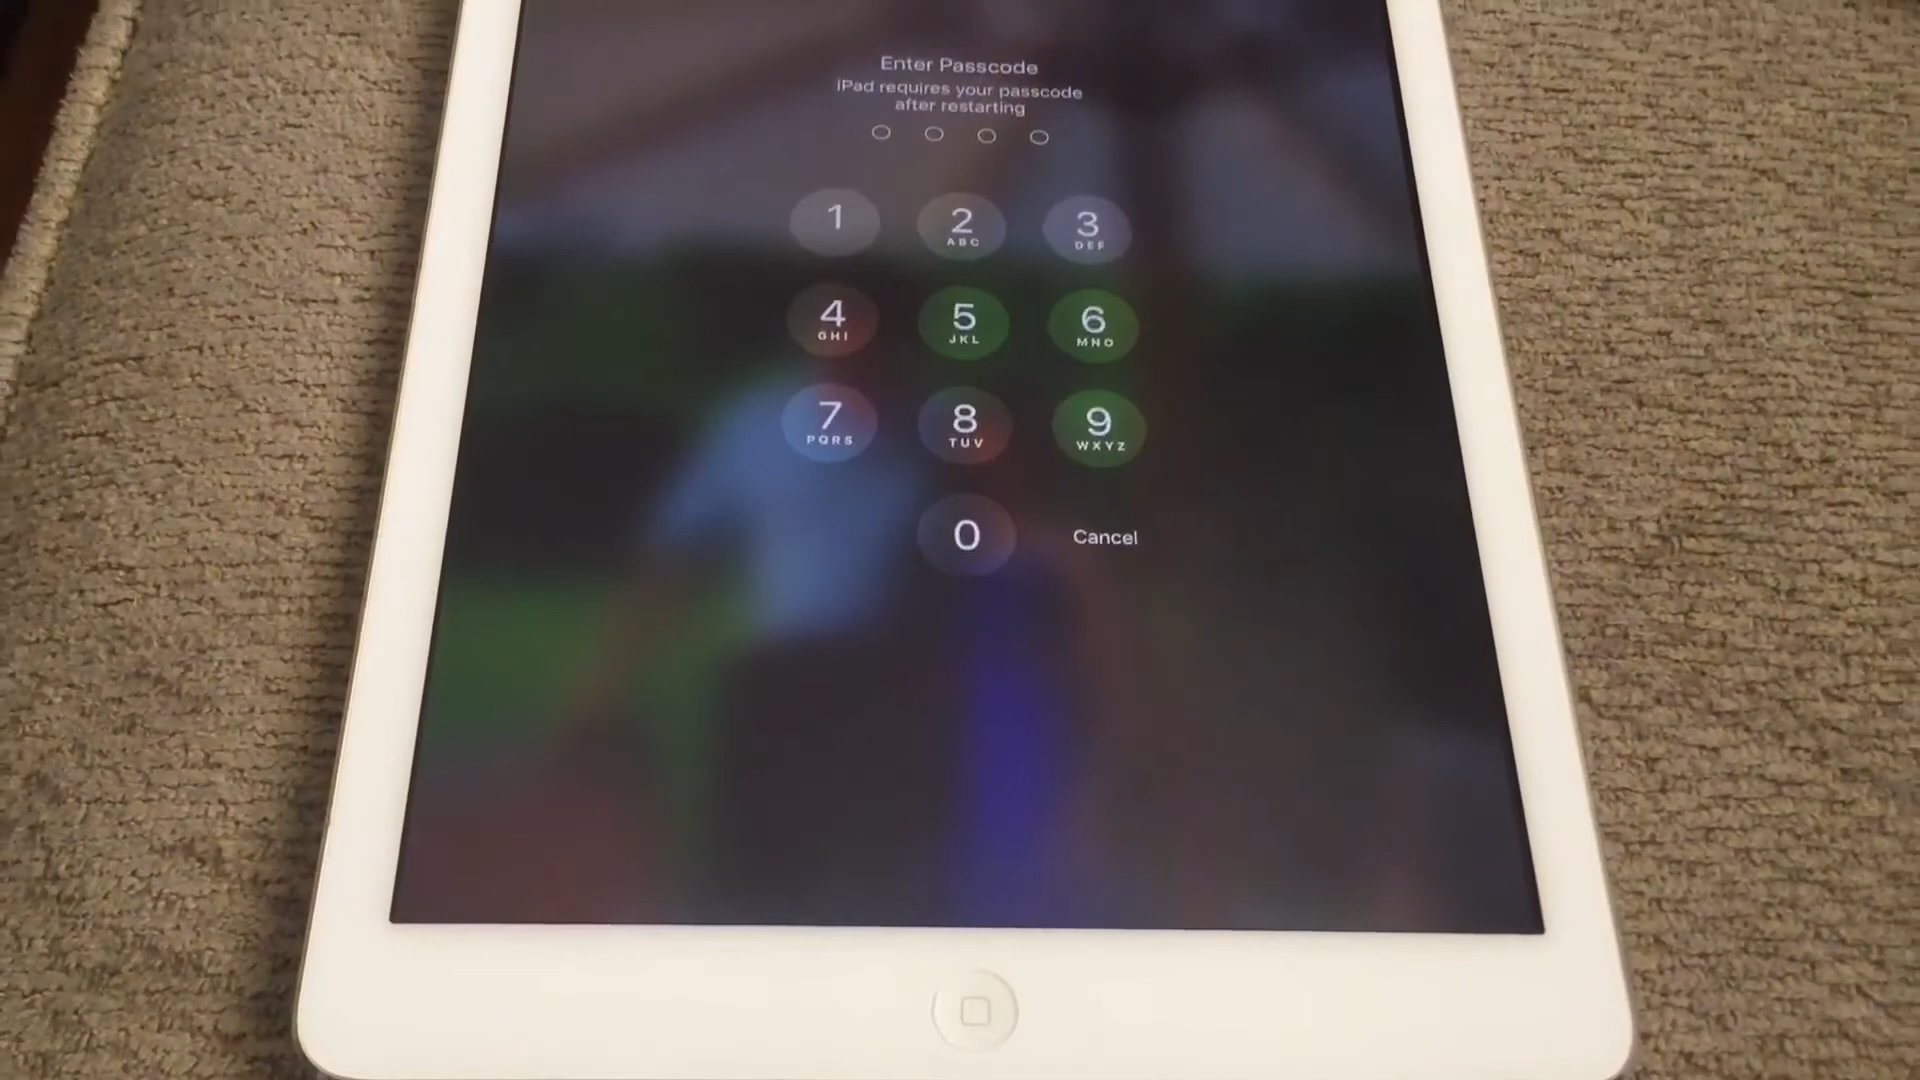 Enter Passcode
iPad requires your passcode
after restarting
1
2
ABC
3
DEF
4
GHI
5
JKL
6
MNO
7
PQRS
8
TUV
9
WXYZ
0
Cancel